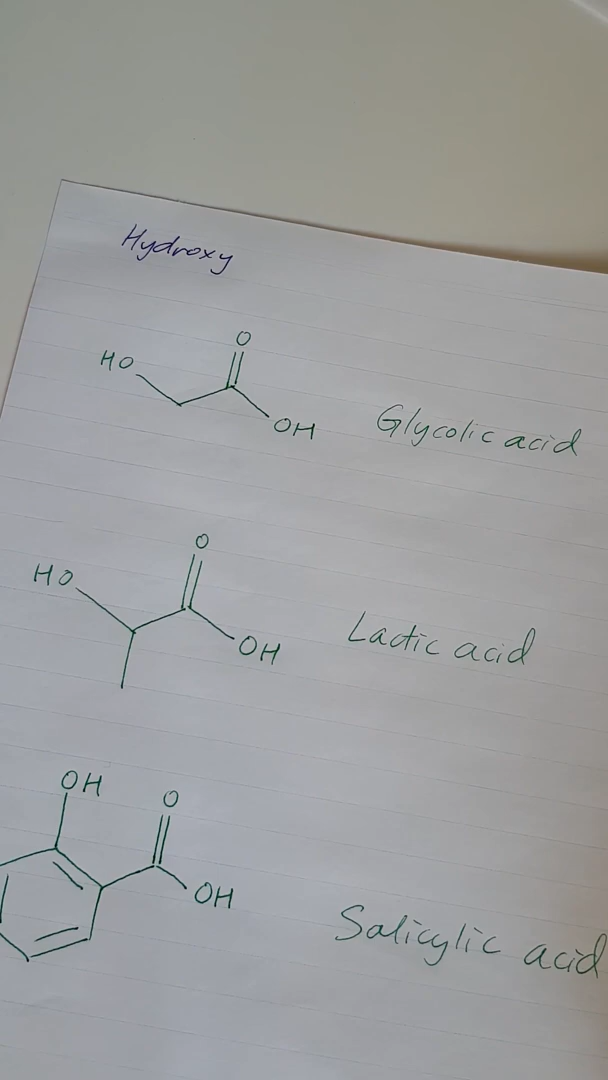 Hydroxy
O
HO
OH
Glycolic acid
O
HO
OH
Lactic acid
OH
O
OH
Salicylic acid